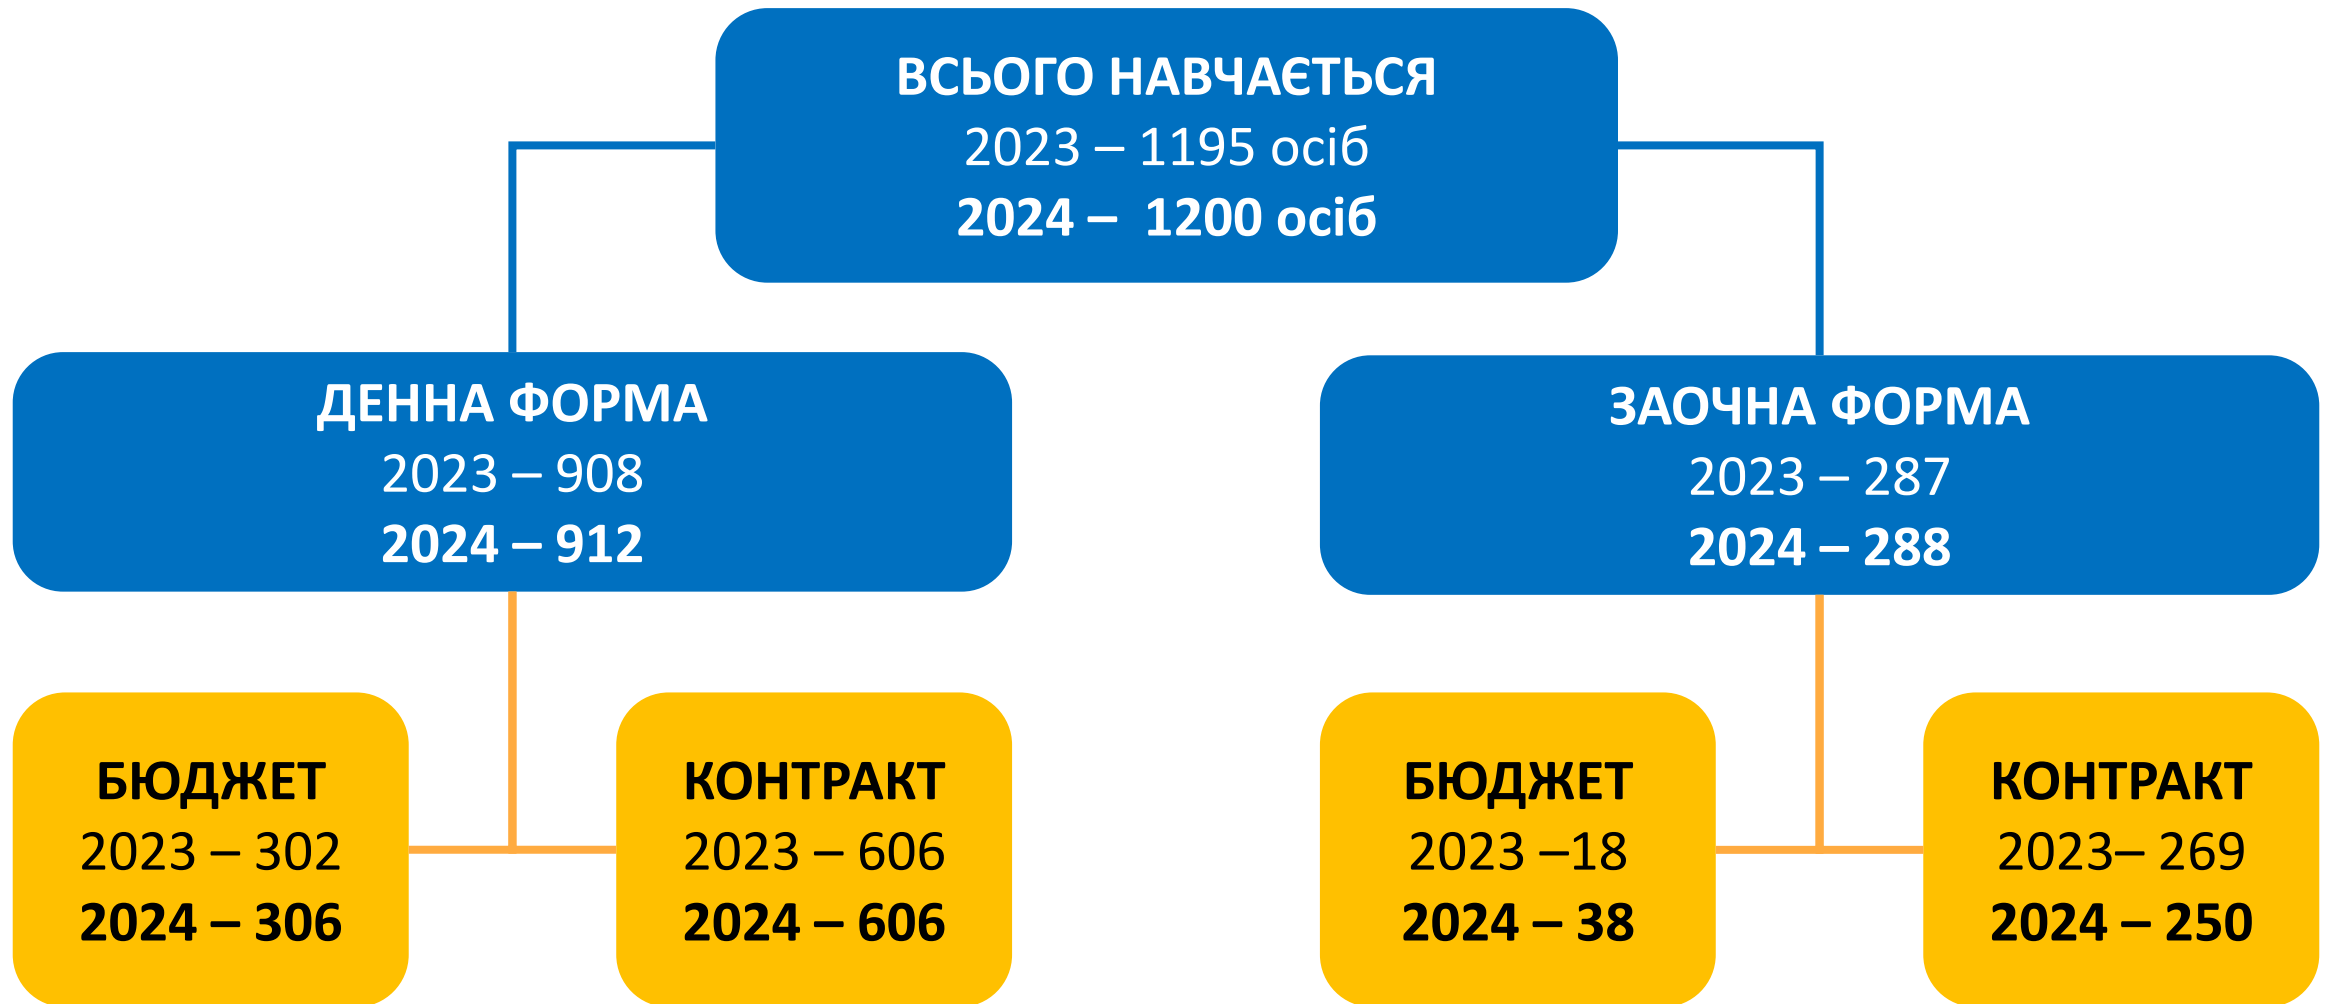 ВСЬОГО НАВЧАЄТЬСЯ
2023 – 1195 осіб
2024 – 1200 осіб
ДЕННА ФОРМА
2023 – 908
2024 – 912
ЗАОЧНА ФОРМА
2023 – 287
2024 – 288
БЮДЖЕТ
2023 – 302
2024 – 306
КОНТРАКТ
2023 – 606
2024 – 606
БЮДЖЕТ
2023 –18
2024 – 38
КОНТРАКТ
2023– 269
2024 – 250